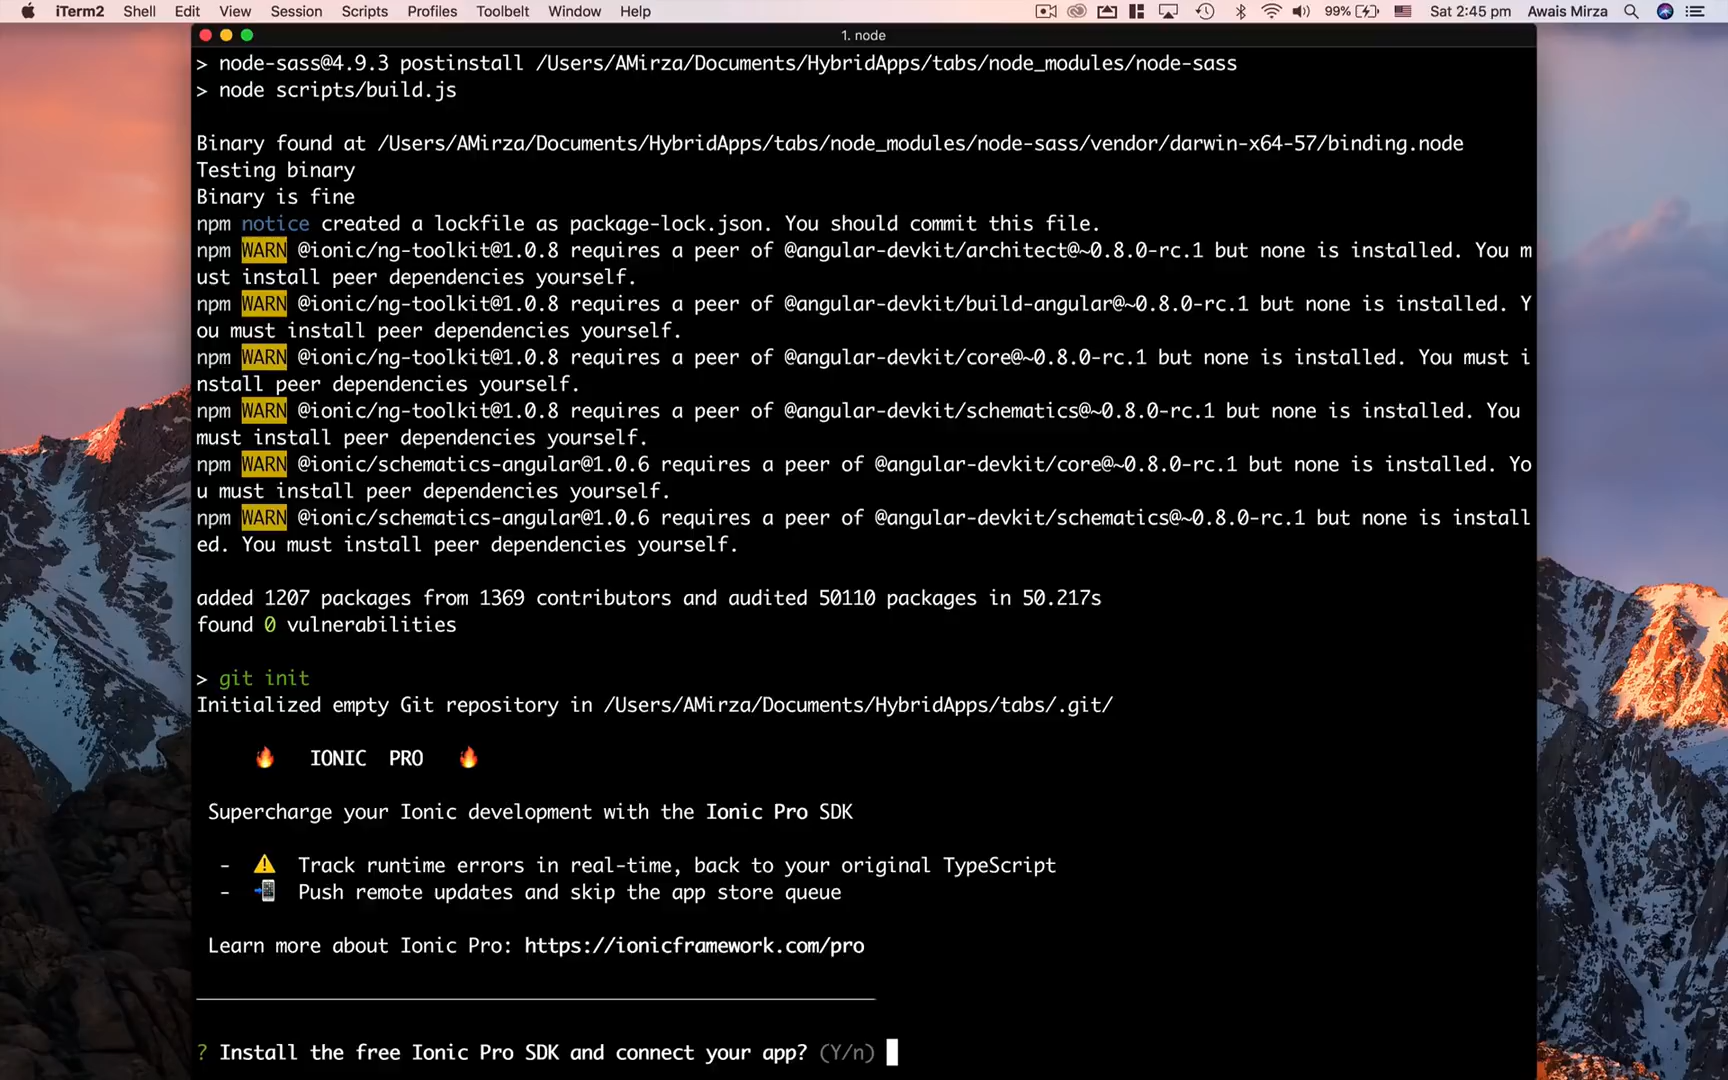 iTerm2 Shell Edit View Session Scripts Profiles Toolbelt Window Help 99% Sat 2:45 pm Awais Mirza
1. node
> node-sass@4.9.3 postinstall /Users/AMirza/Documents/HybridApps/tabs/node_modules/node-sass
> node scripts/build.js
Binary found at /Users/AMirza/Documents/HybridApps/tabs/node_modules/node-sass/vendor/darwin-x64-57/binding.node
Testing binary
Binary is fine
npm notice created a lockfile as package-lock.json. You should commit this file.
npm WARN @ionic/ng-toolkit@1.0.8 requires a peer of @angular-devkit/architect@~0.8.0-rc.1 but none is installed. You m
ust install peer dependencies yourself.
npm WARN @ionic/ng-toolkit@1.0.8 requires a peer of @angular-devkit/build-angular@~0.8.0-rc.1 but none is installed. Y
ou must install peer dependencies yourself.
npm WARN @ionic/ng-toolkit@1.0.8 requires a peer of @angular-devkit/core@~0.8.0-rc.1 but none is installed. You must i
nstall peer dependencies yourself.
npm WARN @ionic/ng-toolkit@1.0.8 requires a peer of @angular-devkit/schematics@~0.8.0-rc.1 but none is installed. You
must install peer dependencies yourself.
npm WARN @ionic/schematics-angular@1.0.6 requires a peer of @angular-devkit/core@~0.8.0-rc.1 but none is installed. Yo
u must install peer dependencies yourself.
npm WARN @ionic/schematics-angular@1.0.6 requires a peer of @angular-devkit/schematics@~0.8.0-rc.1 but none is install
ed. You must install peer dependencies yourself.
added 1207 packages from 1369 contributors and audited 50110 packages in 50.217s
found 0 vulnerabilities
> git init
Initialized empty Git repository in /Users/AMirza/Documents/HybridApps/tabs/.git/
🔥 IONIC PRO 🔥
Supercharge your Ionic development with the Ionic Pro SDK
- ⚠️ Track runtime errors in real-time, back to your original TypeScript
- 📲 Push remote updates and skip the app store queue
Learn more about Ionic Pro: https://ionicframework.com/pro
? Install the free Ionic Pro SDK and connect your app? (Y/n)